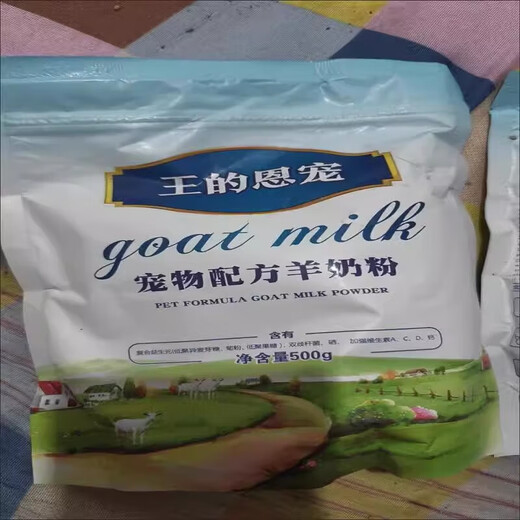 王的恩宠
goat milk
宠物配方羊奶粉
PET FORMULA GOAT MILK POWDER
含有
净含量500g